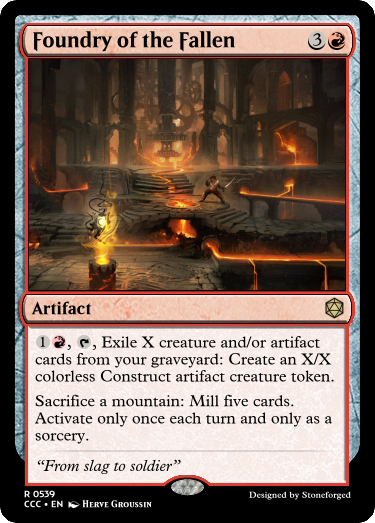 Foundry of the Fallen 3
1, , Exile X creature and/or artifact
cards from your graveyard: Create an X/X
colorless Construct artifact creature token.
Sacrifice a mountain: Mill five cards.
Activate only once each turn and only as a
sorcery.
"From slag to soldier"
Artifact
R 0539
CCC • EN Herve Groussin
Designed by Stoneforged